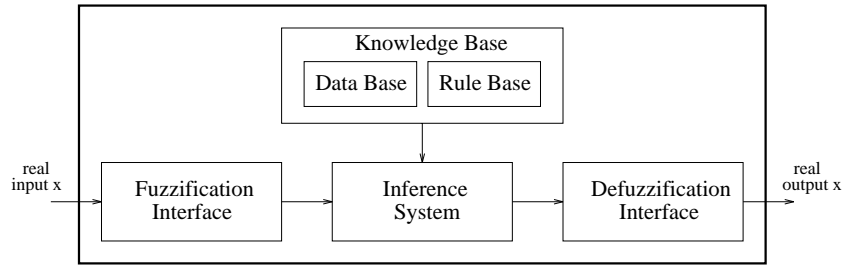 Knowledge Base
Data Base
Rule Base
real
input x
Fuzzification
Interface
Inference
System
Defuzzification
Interface
real
output x